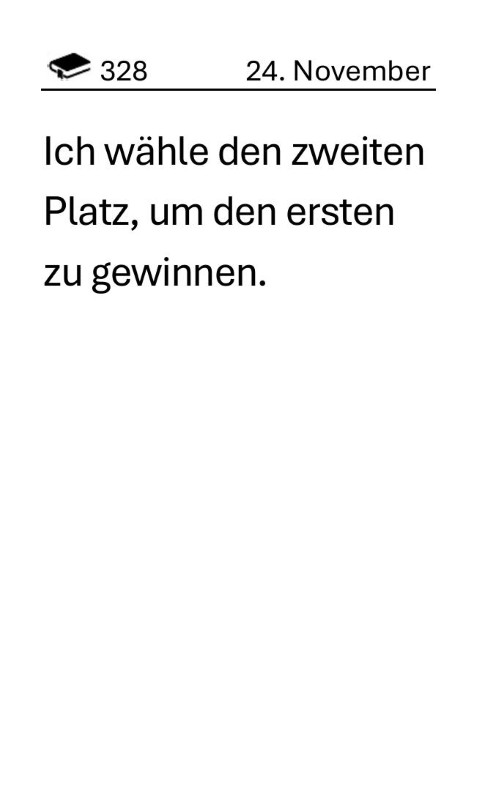 328 24. November
Ich wähle den zweiten
Platz, um den ersten
zu gewinnen.